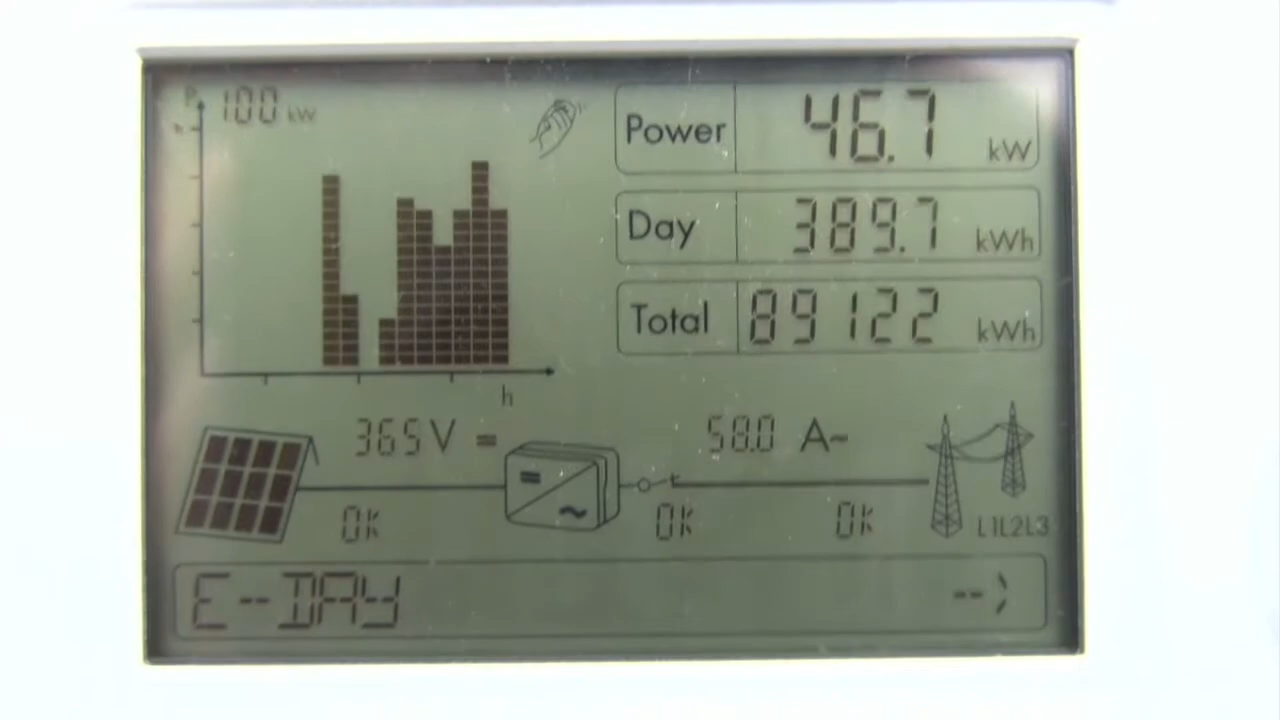 P 100 kW
Power 46.7 kW
Day 389.7 kWh
Total 89122 kWh
h
365 V = 58.0 A~
OK OK OK L1L2L3
E-DAY -->